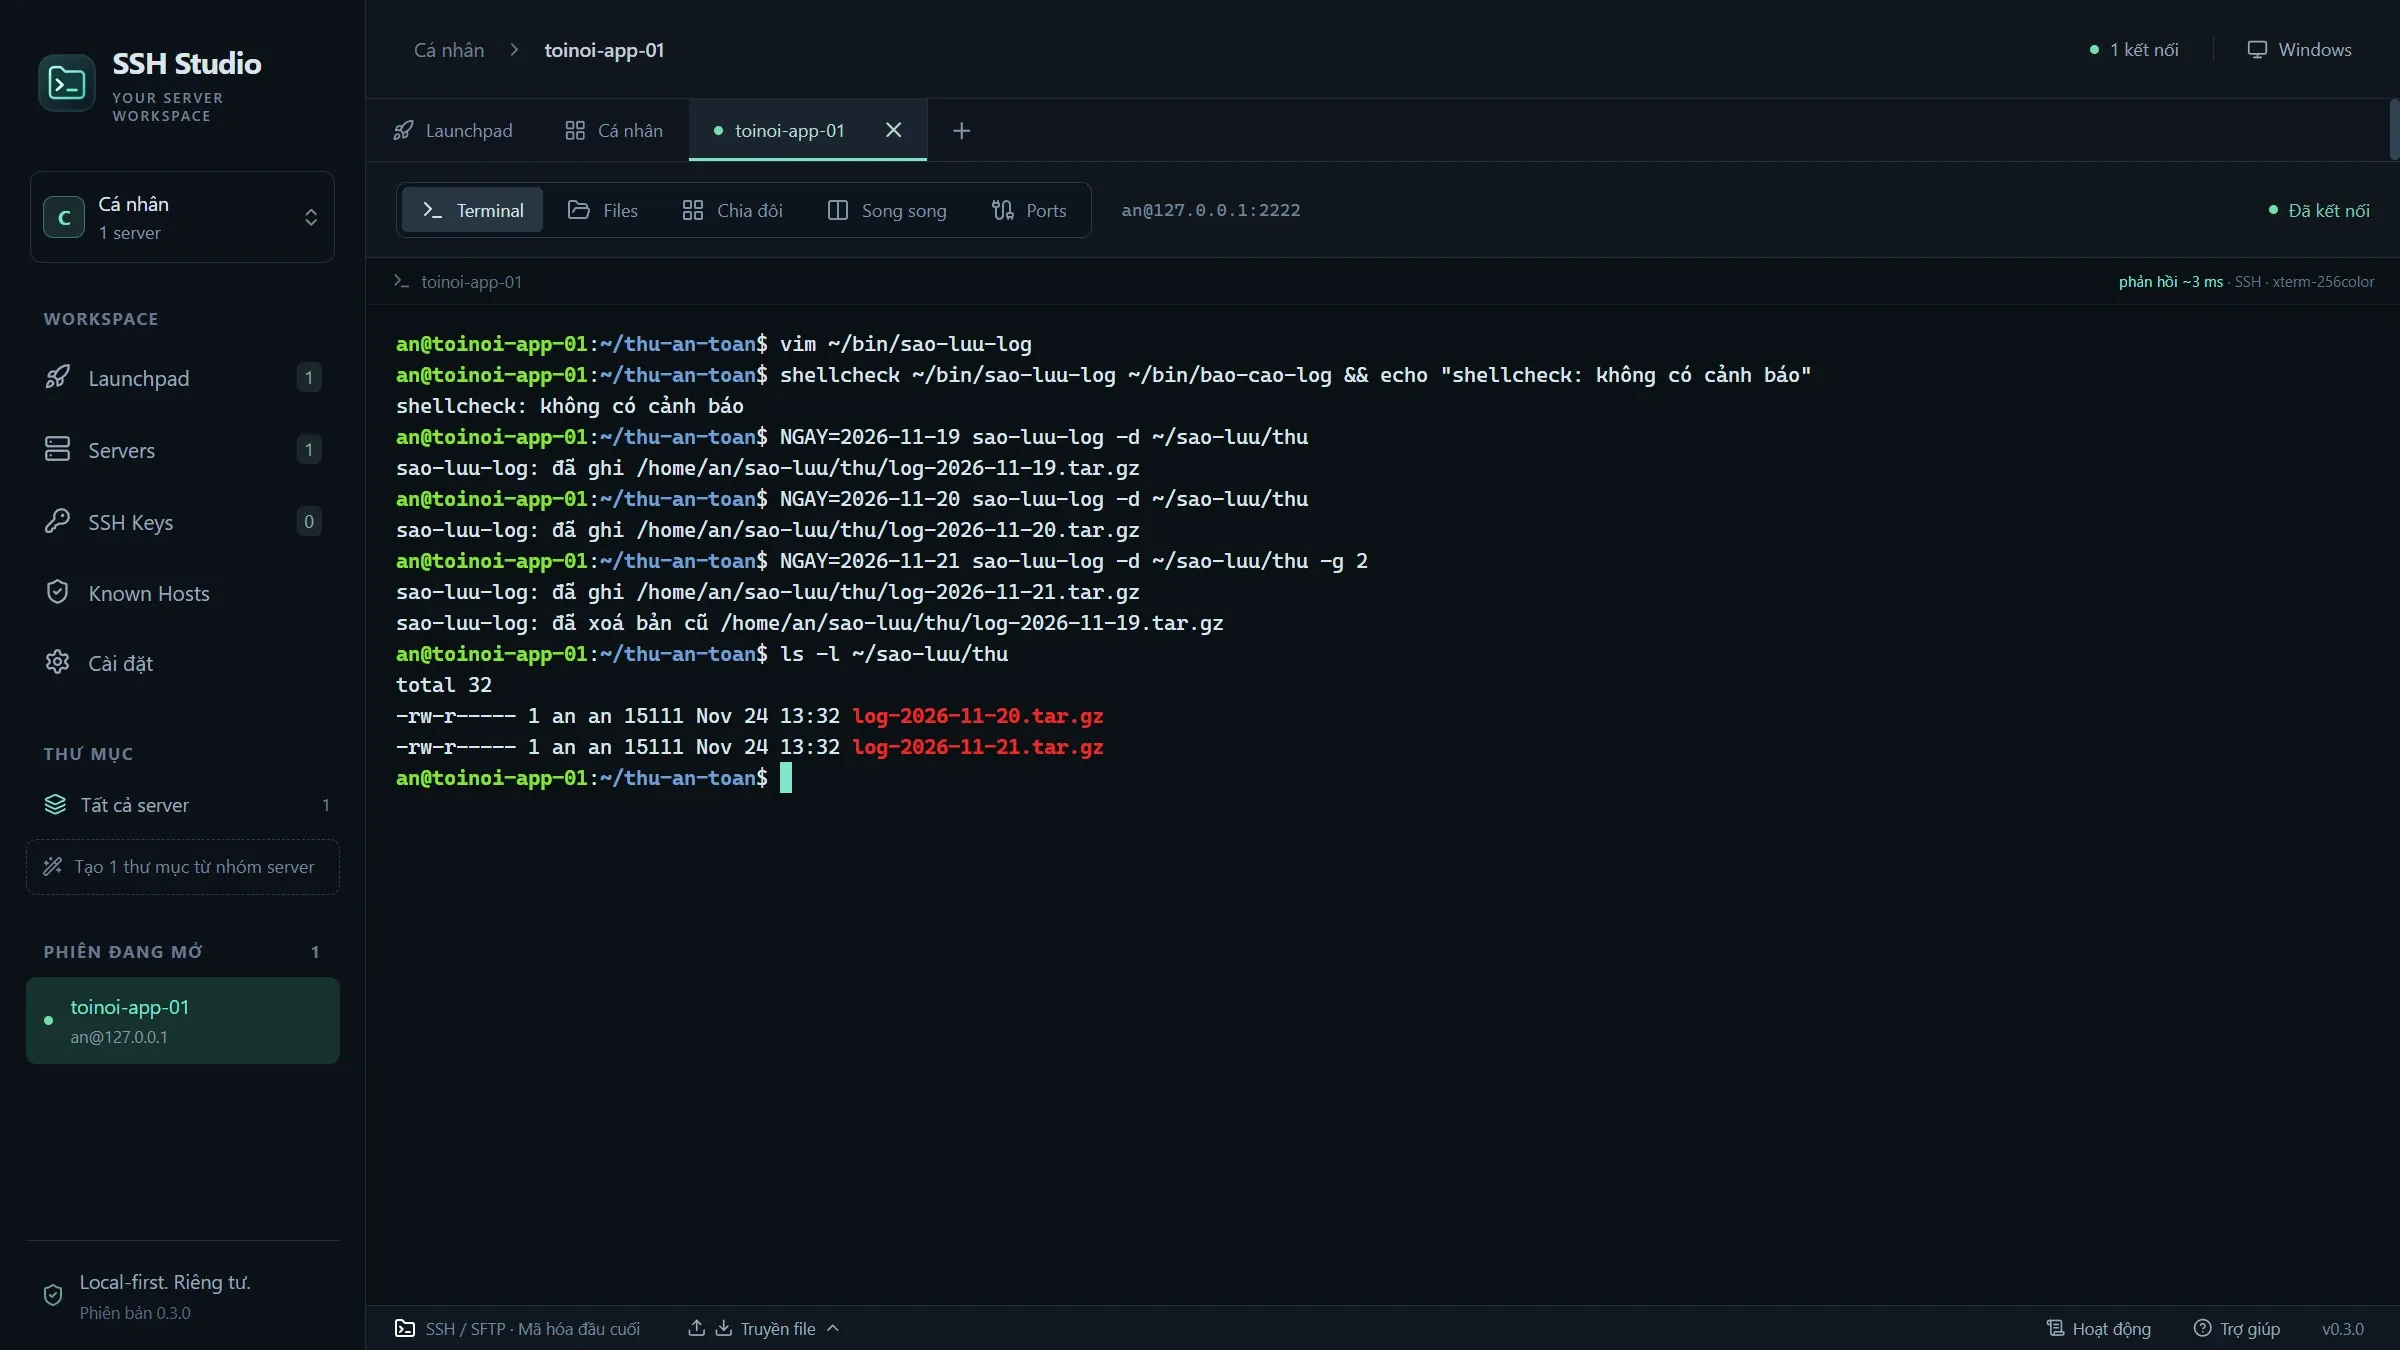 SSH Studio
YOUR SERVER
WORKSPACE
C
Cá nhân
1 server
WORKSPACE
Launchpad 1
Servers 1
SSH Keys 0
Known Hosts
Cài đặt
THƯ MỤC
Tất cả server 1
Tạo 1 thư mục từ nhóm server
PHIÊN ĐANG MỞ 1
toinoi-app-01
an@127.0.0.1
Local-first. Riêng tư.
Phiên bản 0.3.0
Cá nhân > toinoi-app-01
1 kết nối
Windows
Launchpad
Cá nhân
toinoi-app-01
Terminal
Files
Chia đôi
Song song
Ports
an@127.0.0.1:2222
Đã kết nối
toinoi-app-01
phản hồi ~3 ms · SSH · xterm-256color
an@toinoi-app-01:~/thu-an-toan$ vim ~/bin/sao-luu-log
an@toinoi-app-01:~/thu-an-toan$ shellcheck ~/bin/sao-luu-log ~/bin/bao-cao-log && echo "shellcheck: không có cảnh báo"
shellcheck: không có cảnh báo
an@toinoi-app-01:~/thu-an-toan$ NGAY=2026-11-19 sao-luu-log -d ~/sao-luu/thu
sao-luu-log: đã ghi /home/an/sao-luu/thu/log-2026-11-19.tar.gz
an@toinoi-app-01:~/thu-an-toan$ NGAY=2026-11-20 sao-luu-log -d ~/sao-luu/thu
sao-luu-log: đã ghi /home/an/sao-luu/thu/log-2026-11-20.tar.gz
an@toinoi-app-01:~/thu-an-toan$ NGAY=2026-11-21 sao-luu-log -d ~/sao-luu/thu -g 2
sao-luu-log: đã ghi /home/an/sao-luu/thu/log-2026-11-21.tar.gz
sao-luu-log: đã xoá bản cũ /home/an/sao-luu/thu/log-2026-11-19.tar.gz
an@toinoi-app-01:~/thu-an-toan$ ls -l ~/sao-luu/thu
total 32
-rw-r----- 1 an an 15111 Nov 24 13:32 log-2026-11-20.tar.gz
-rw-r----- 1 an an 15111 Nov 24 13:32 log-2026-11-21.tar.gz
an@toinoi-app-01:~/thu-an-toan$
SSH / SFTP · Mã hóa đầu cuối
Truyền file
Hoạt động
Trợ giúp
v0.3.0